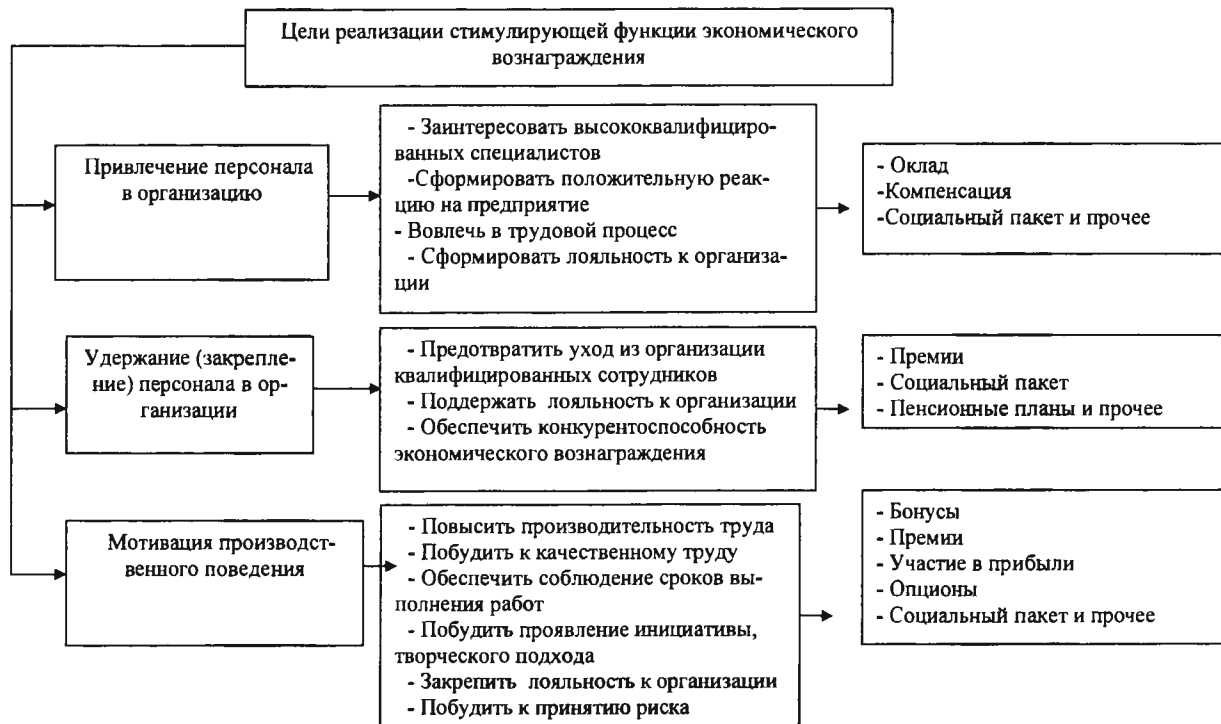 Цели реализации стимулирующей функции экономического
вознаграждения
Привлечение персонала
в организацию
- Заинтересовать высококвалифициро-
ванных специалистов
-Сформировать положительную реак-
цию на предприятие
- Вовлечь в трудовой процесс
- Сформировать лояльность к организа-
ции
- Оклад
-Компенсация
-Социальный пакет и прочее
Удержание (закрепле-
ние) персонала в ор-
ганизации
- Предотвратить уход из организации
квалифицированных сотрудников
- Поддержать лояльность к организации
- Обеспечить конкурентоспособность
экономического вознаграждения
- Премии
- Социальный пакет
- Пенсионные планы и прочее
Мотивация производст-
венного поведения
- Повысить производительность труда
- Побудить к качественному труду
- Обеспечить соблюдение сроков вы-
полнения работ
- Побудить проявление инициативы,
творческого подхода
- Закрепить лояльность к организации
- Побудить к принятию риска
- Бонусы
- Премии
- Участие в прибыли
- Опционы
- Социальный пакет и прочее